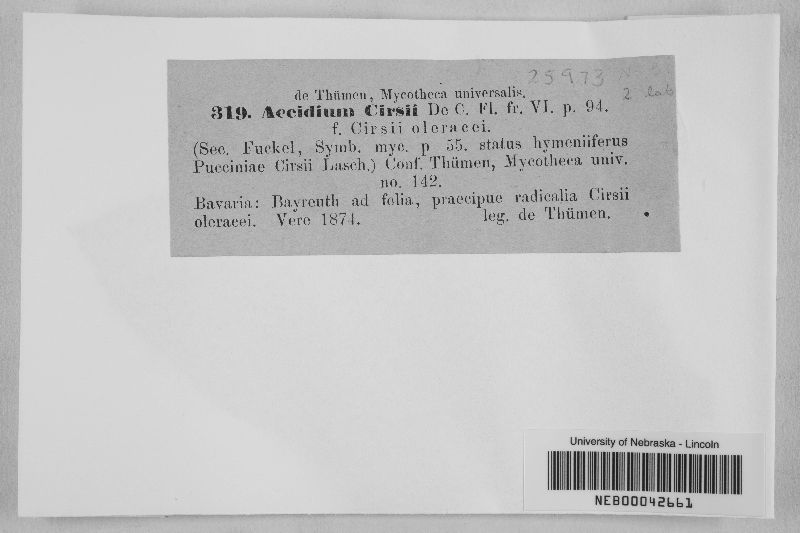 25973
2
de Thümen, Mycotheca universalis.
319. Aecidium Cirsii De C. Fl. fr. VI. p. 94.
f. Cirsii oleracei.
(Sec. Fuckel, Symb. myc. p 55. status hymeniiferus
Pucciniae Cirsii Lasch.) Conf. Thümen, Mycotheca univ.
no. 142.
Bavaria: Bayreuth ad folia, praecipue radicalia Cirsii
oleracei. Vere 1874. leg. de Thümen.
University of Nebraska - Lincoln
NEB00042661